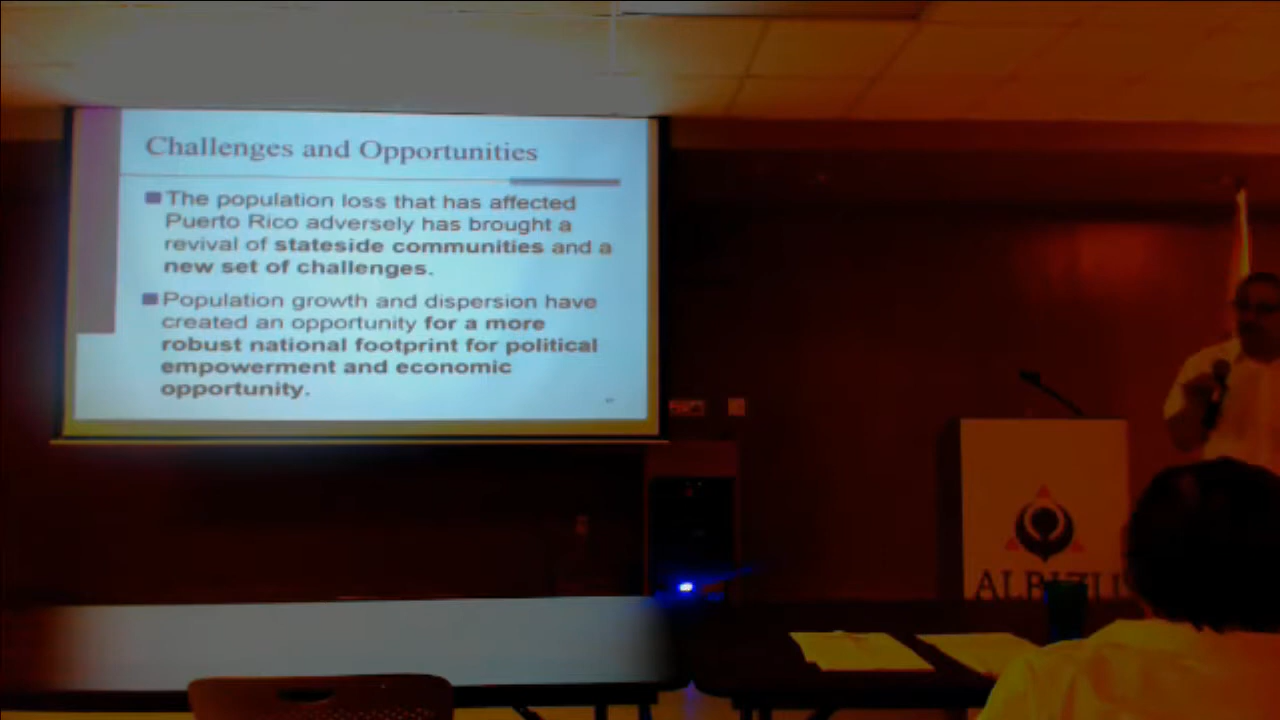 Challenges and Opportunities
The population loss that has affected
Puerto Rico adversely has brought a
revival of stateside communities and a
new set of challenges.
Population growth and dispersion have
created an opportunity for a more
robust national footprint for political
empowerment and economic
opportunity.
ALBIZU